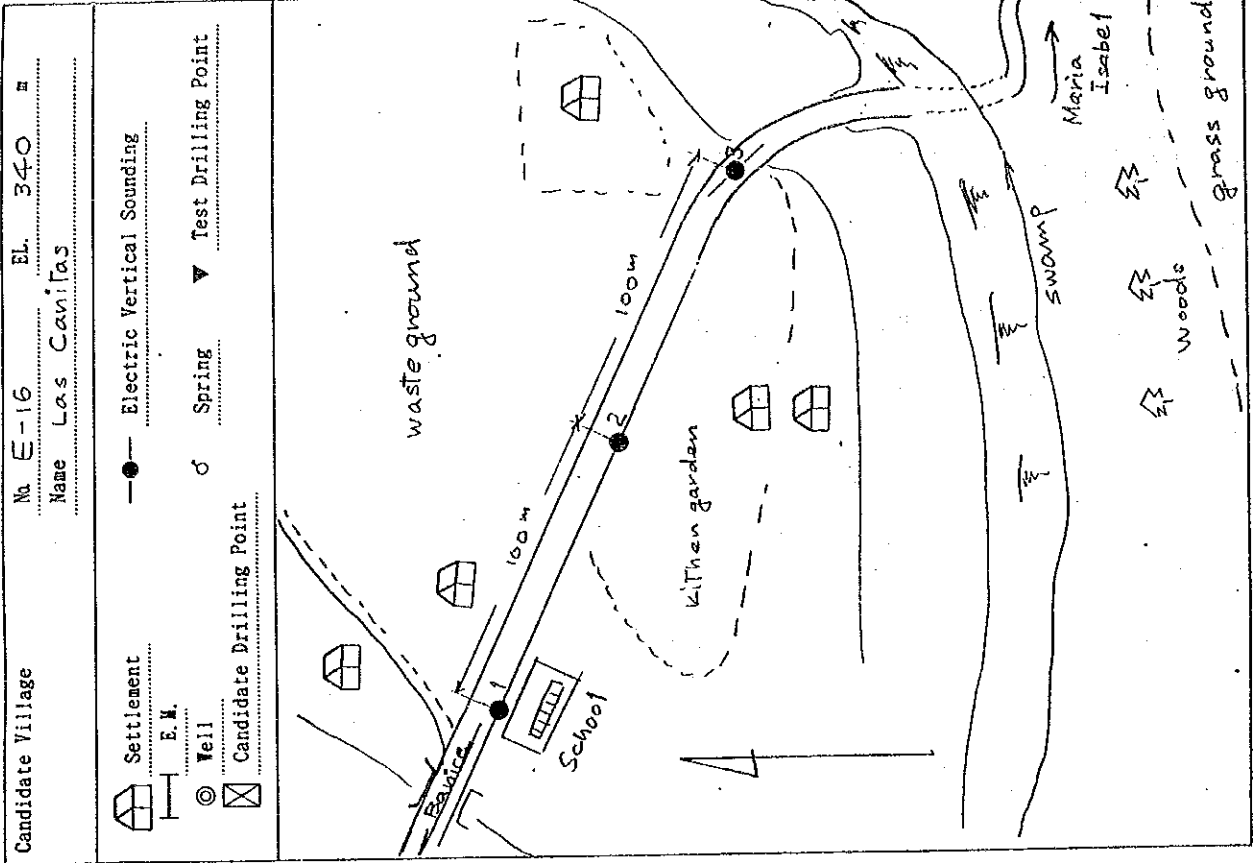 Candidate Village
No. E-16 EL. 340 m
Name Las Canitas
Settlement
E.M.
Well
Candidate Drilling Point
Electric Vertical Sounding
Spring
Test Drilling Point
waste ground
100m
100m
1
2
3
School
Kithen garden
swamp
Maria
Isabel
woods
grass ground